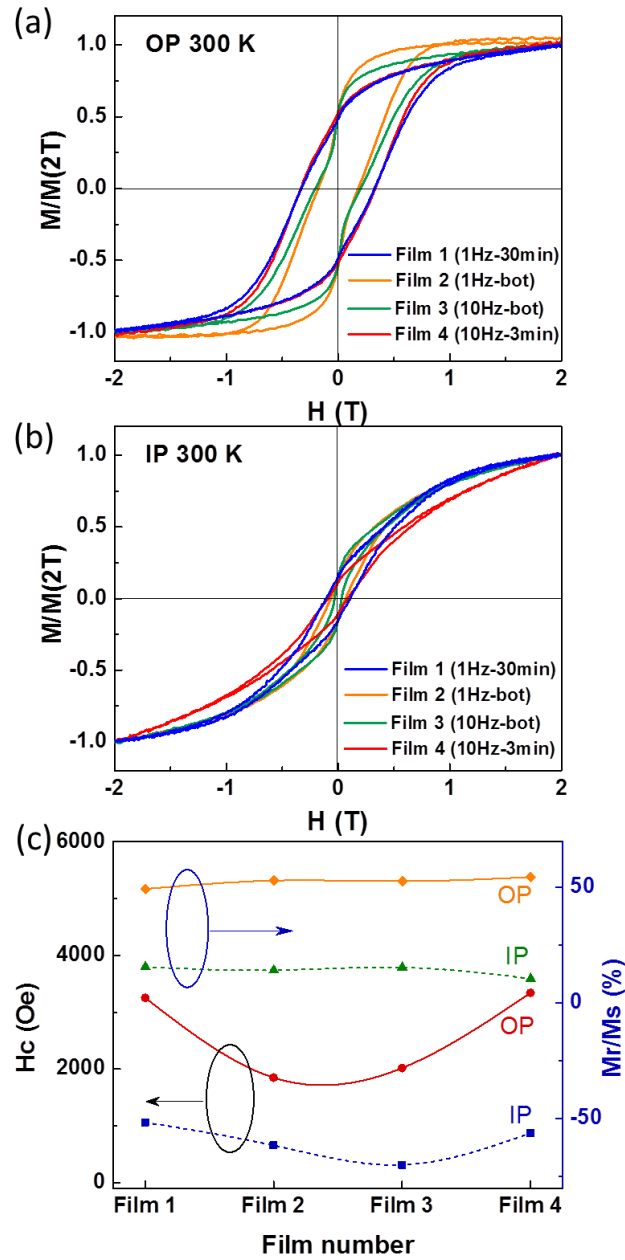 (a)
OP 300 K
M/M(2T)
1.0
0.5
0.0
-0.5
-1.0
Film 1 (1Hz-30min)
Film 2 (1Hz-bot)
Film 3 (10Hz-bot)
Film 4 (10Hz-3min)
-2 -1 0 1 2
H (T)
(b)
IP 300 K
M/M(2T)
1.0
0.5
0.0
-0.5
-1.0
Film 1 (1Hz-30min)
Film 2 (1Hz-bot)
Film 3 (10Hz-bot)
Film 4 (10Hz-3min)
-2 -1 0 1 2
H (T)
(c)
Hc (Oe)
6000
4000
2000
0
OP
IP
OP
IP
50
0
-50
Mr/Ms (%)
Film 1 Film 2 Film 3 Film 4
Film number